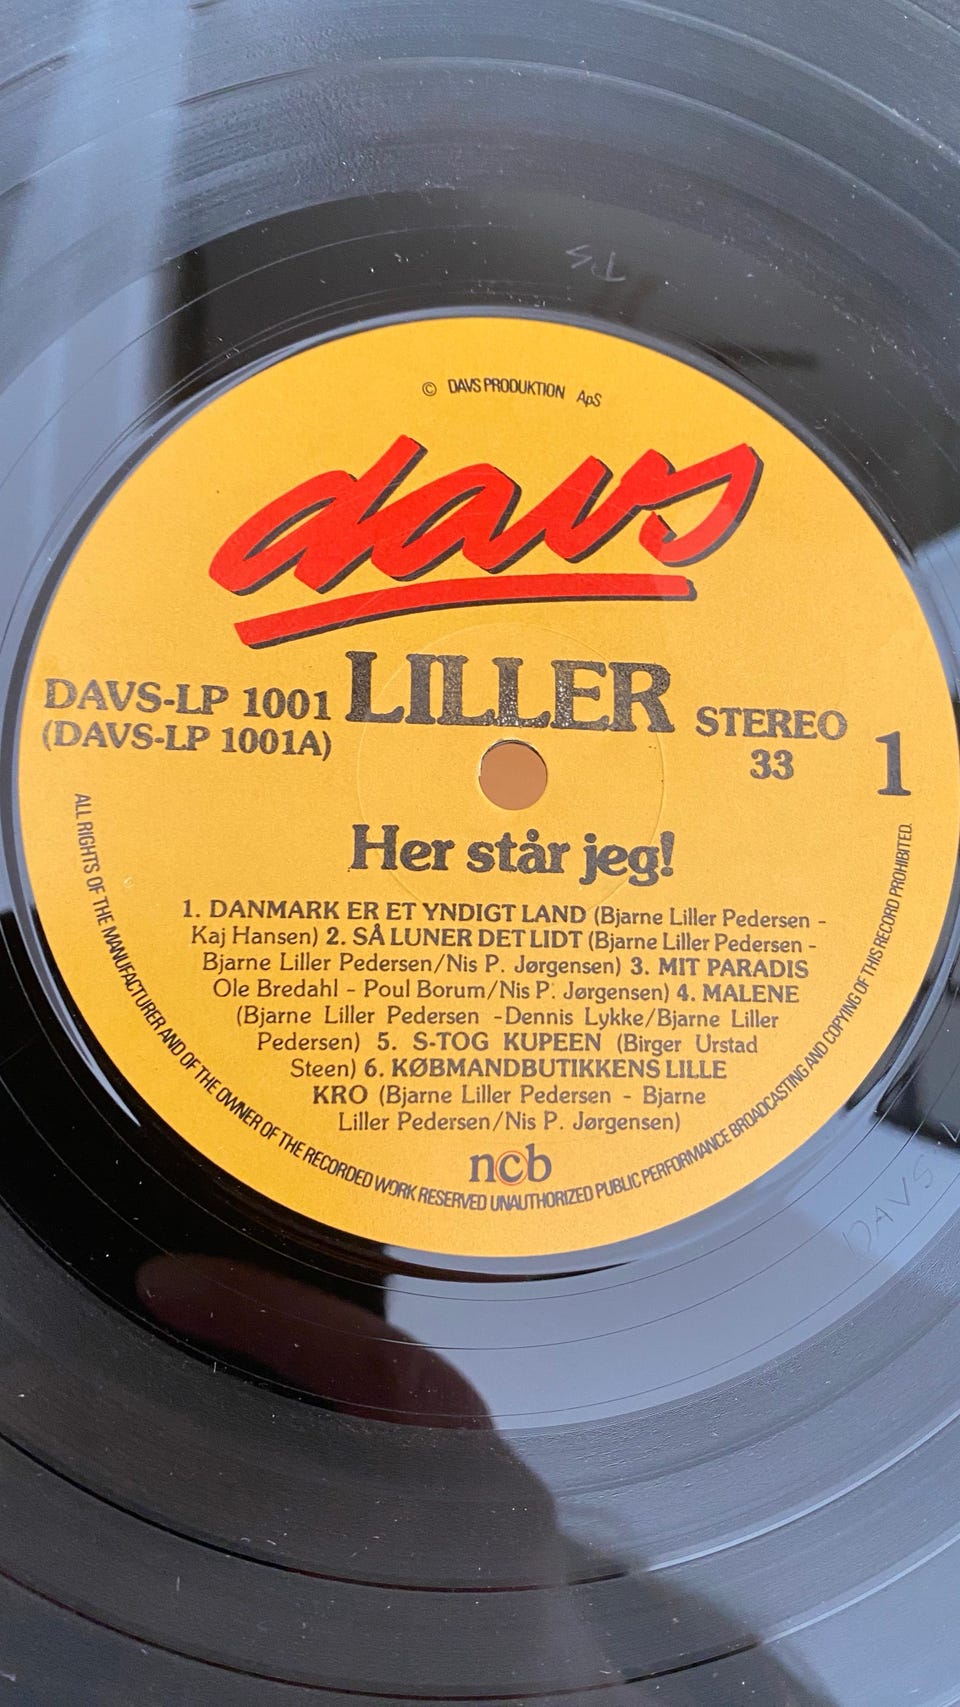 © DAVS PRODUKTION ApS
davs
LILLER
DAVS-LP 1001
(DAVS-LP 1001A)
STEREO
33
1
Her står jeg!
1. DANMARK ER ET YNDIGT LAND (Bjarne Liller Pedersen -
Kaj Hansen) 2. SÅ LUNER DET LIDT (Bjarne Liller Pedersen -
Bjarne Liller Pedersen/Nis P. Jørgensen) 3. MIT PARADIS
Ole Bredahl - Poul Borum/Nis P. Jørgensen) 4. MALENE
(Bjarne Liller Pedersen -Dennis Lykke/Bjarne Liller
Pedersen) 5. S-TOG KUPEEN (Birger Urstad
Steen) 6. KØBMANDBUTIKKENS LILLE
KRO (Bjarne Liller Pedersen - Bjarne
Liller Pedersen/Nis P. Jørgensen)
ncb
ALL RIGHTS OF THE MANUFACTURER AND OF THE OWNER OF THE RECORDED WORK RESERVED UNAUTHORIZED PUBLIC PERFORMANCE BROADCASTING AND COPYING OF THIS RECORD PROHIBITED.
DAVS